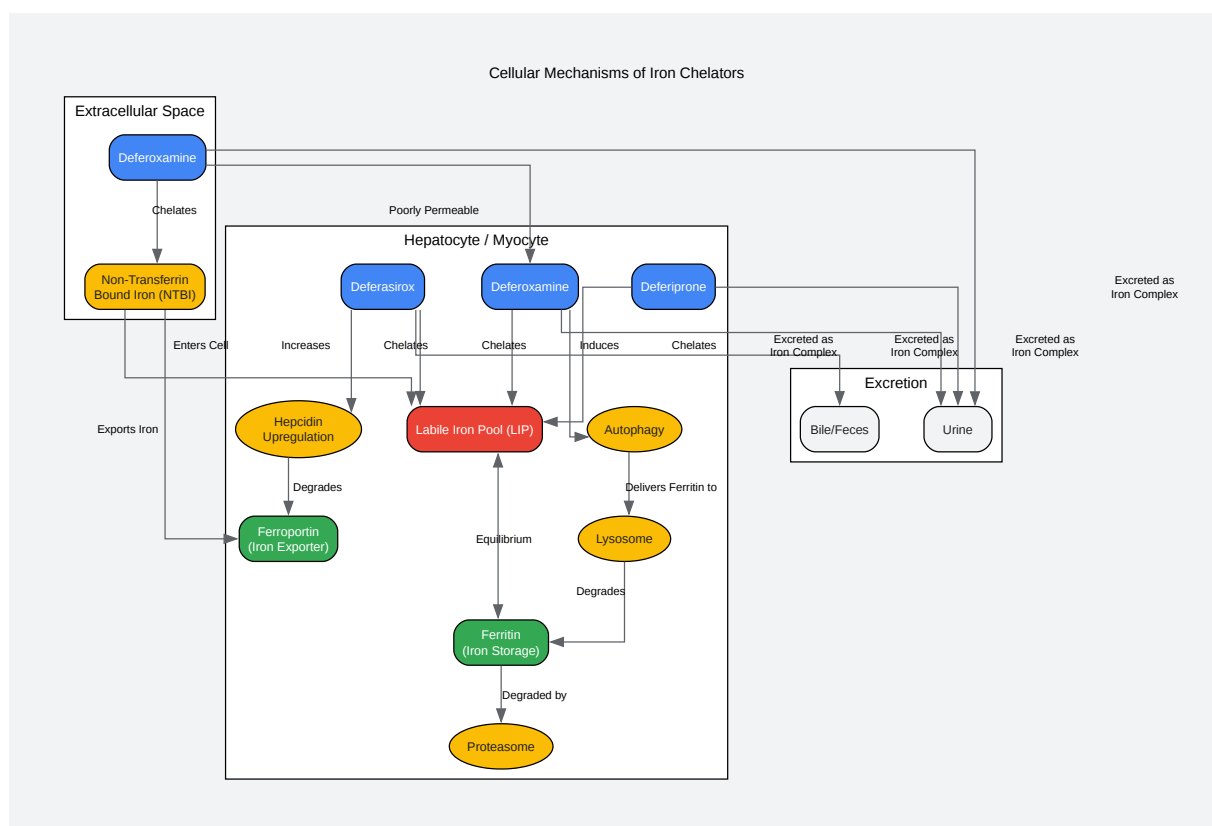 Cellular Mechanisms of Iron Chelators
Extracellular Space
Deferoxamine
Chelates
Poorly Permeable
Hepatocyte / Myocyte
Non-Transferrin
Bound Iron (NTBI)
Deferasirox
Deferoxamine
Deferiprone
Excreted as
Iron Complex
Enters Cell
Increases
Chelates
Chelates
Induces
Chelates
Excreted as
Iron Complex
Excreted as
Iron Complex
Excreted as
Iron Complex
Excretion
Exports Iron
Hepcidin
Upregulation
Labile Iron Pool (LIP)
Autophagy
Bile/Feces
Urine
Degrades
Delivers Ferritin to
Ferroportin
(Iron Exporter)
Equilibrium
Lysosome
Degrades
Ferritin
(Iron Storage)
Degraded by
Proteasome